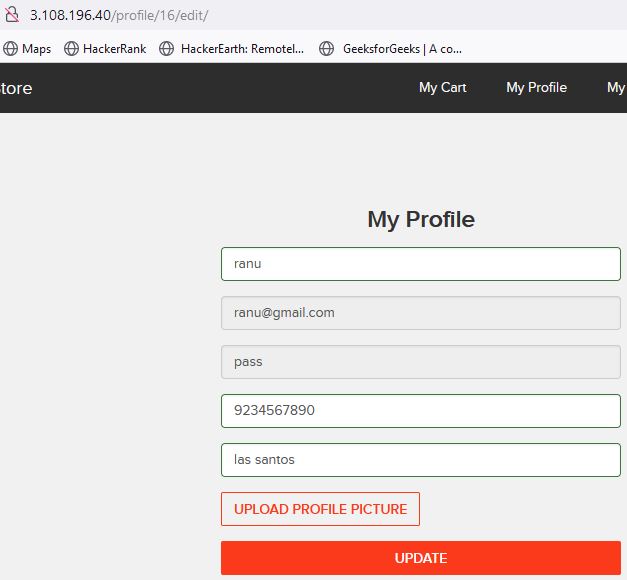 3.108.196.40/profile/16/edit/
Maps HackerRank HackerEarth: Remotel... GeeksforGeeks | A co...
tore My Cart My Profile My
My Profile
ranu
ranu@gmail.com
pass
9234567890
las santos
UPLOAD PROFILE PICTURE
UPDATE